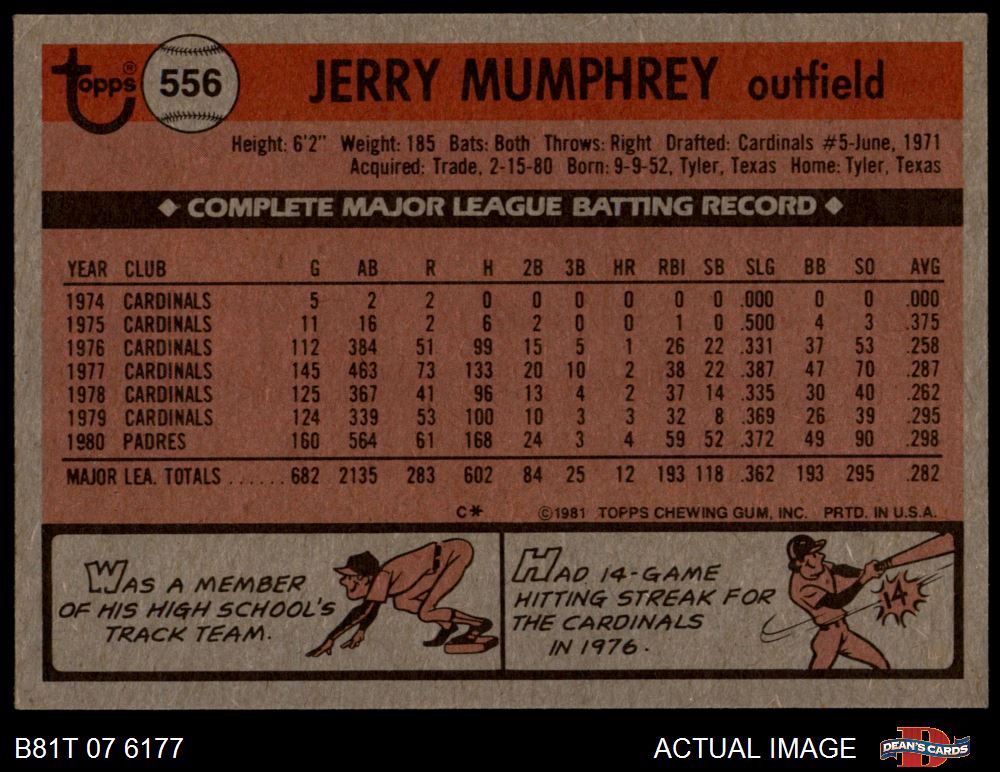 topps® 556 JERRY MUMPHREY outfield
Height: 6'2" Weight: 185 Bats: Both Throws: Right Drafted: Cardinals #5-June, 1971
Acquired: Trade, 2-15-80 Born: 9-9-52, Tyler, Texas Home: Tyler, Texas
◆ COMPLETE MAJOR LEAGUE BATTING RECORD ◆
YEAR CLUB G AB R H 2B 3B HR RBI SB SLG BB SO AVG
1974 CARDINALS 5 2 2 0 0 0 0 0 0 .000 0 0 .000
1975 CARDINALS 11 16 2 6 2 0 0 1 0 .500 4 3 .375
1976 CARDINALS 112 384 51 99 15 5 1 26 22 .331 37 53 .258
1977 CARDINALS 145 463 73 133 20 10 2 38 22 .387 47 70 .287
1978 CARDINALS 125 367 41 96 13 4 2 37 14 .335 30 40 .262
1979 CARDINALS 124 339 53 100 10 3 3 32 8 .369 26 39 .295
1980 PADRES 160 564 61 168 24 3 4 59 52 .372 49 90 .298
MAJOR LEA. TOTALS ...... 682 2135 283 602 84 25 12 193 118 .362 193 295 .282
C* ©1981 TOPPS CHEWING GUM, INC. PRTD. IN U.S.A.
WAS A MEMBER
OF HIS HIGH SCHOOL'S
TRACK TEAM.
HAD 14-GAME
HITTING STREAK FOR
THE CARDINALS
IN 1976.
14
B81T 07 6177 ACTUAL IMAGE DEAN'S CARDS